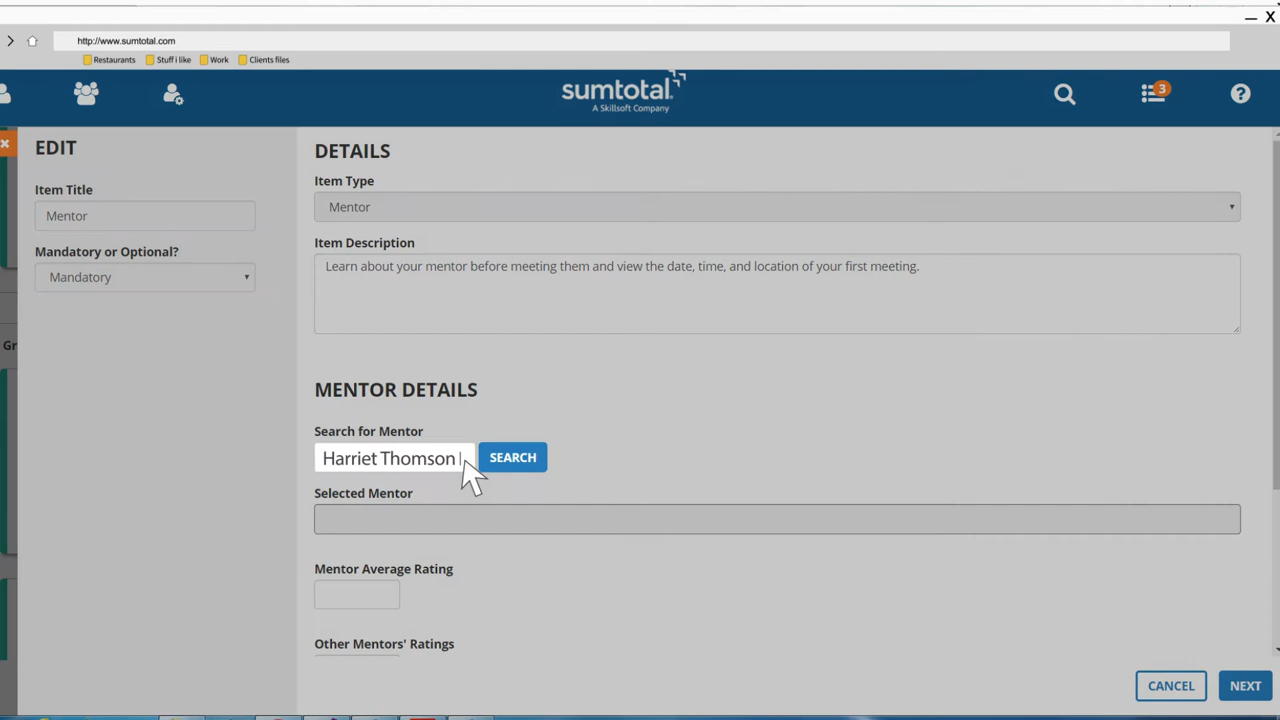 X
http://www.sumtotal.com
Restaurants Stuff i like Work Clients files
sumtotal.
A Skillsoft Company
3
?
EDIT
Item Title
Mentor
Mandatory or Optional?
Mandatory
Gr
DETAILS
Item Type
Mentor
Item Description
Learn about your mentor before meeting them and view the date, time, and location of your first meeting.
MENTOR DETAILS
Search for Mentor
Harriet Thomson SEARCH
Selected Mentor
Mentor Average Rating
Other Mentors' Ratings
CANCEL NEXT